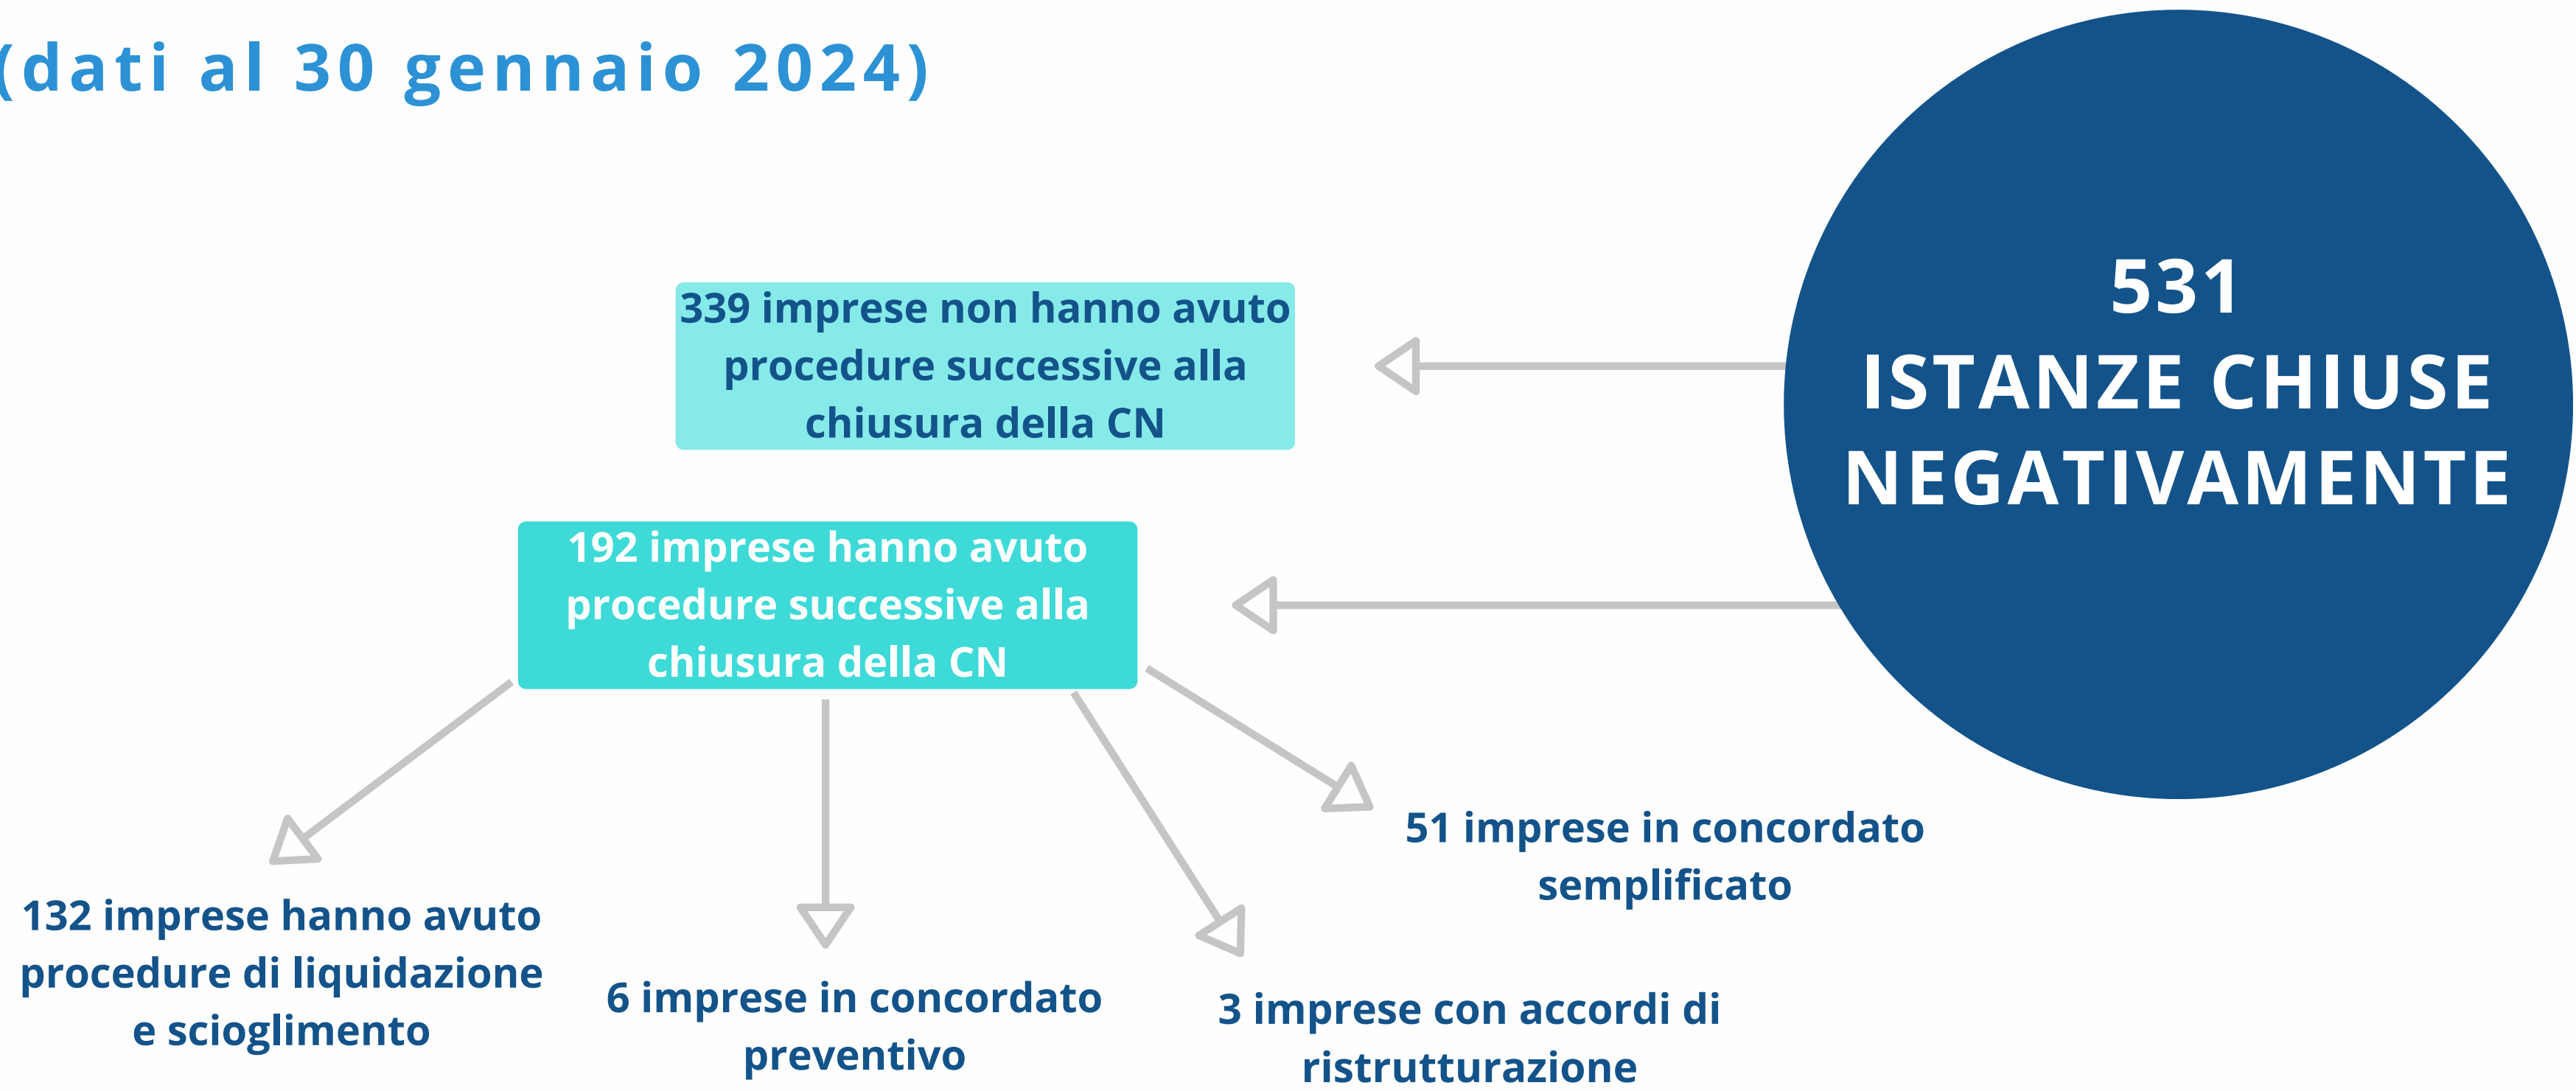 (dati al 30 gennaio 2024)
531
ISTANZE CHIUSE
NEGATIVAMENTE
339 imprese non hanno avuto
procedure successive alla
chiusura della CN
192 imprese hanno avuto
procedure successive alla
chiusura della CN
132 imprese hanno avuto
procedure di liquidazione
e scioglimento
6 imprese in concordato
preventivo
3 imprese con accordi di
ristrutturazione
51 imprese in concordato
semplificato